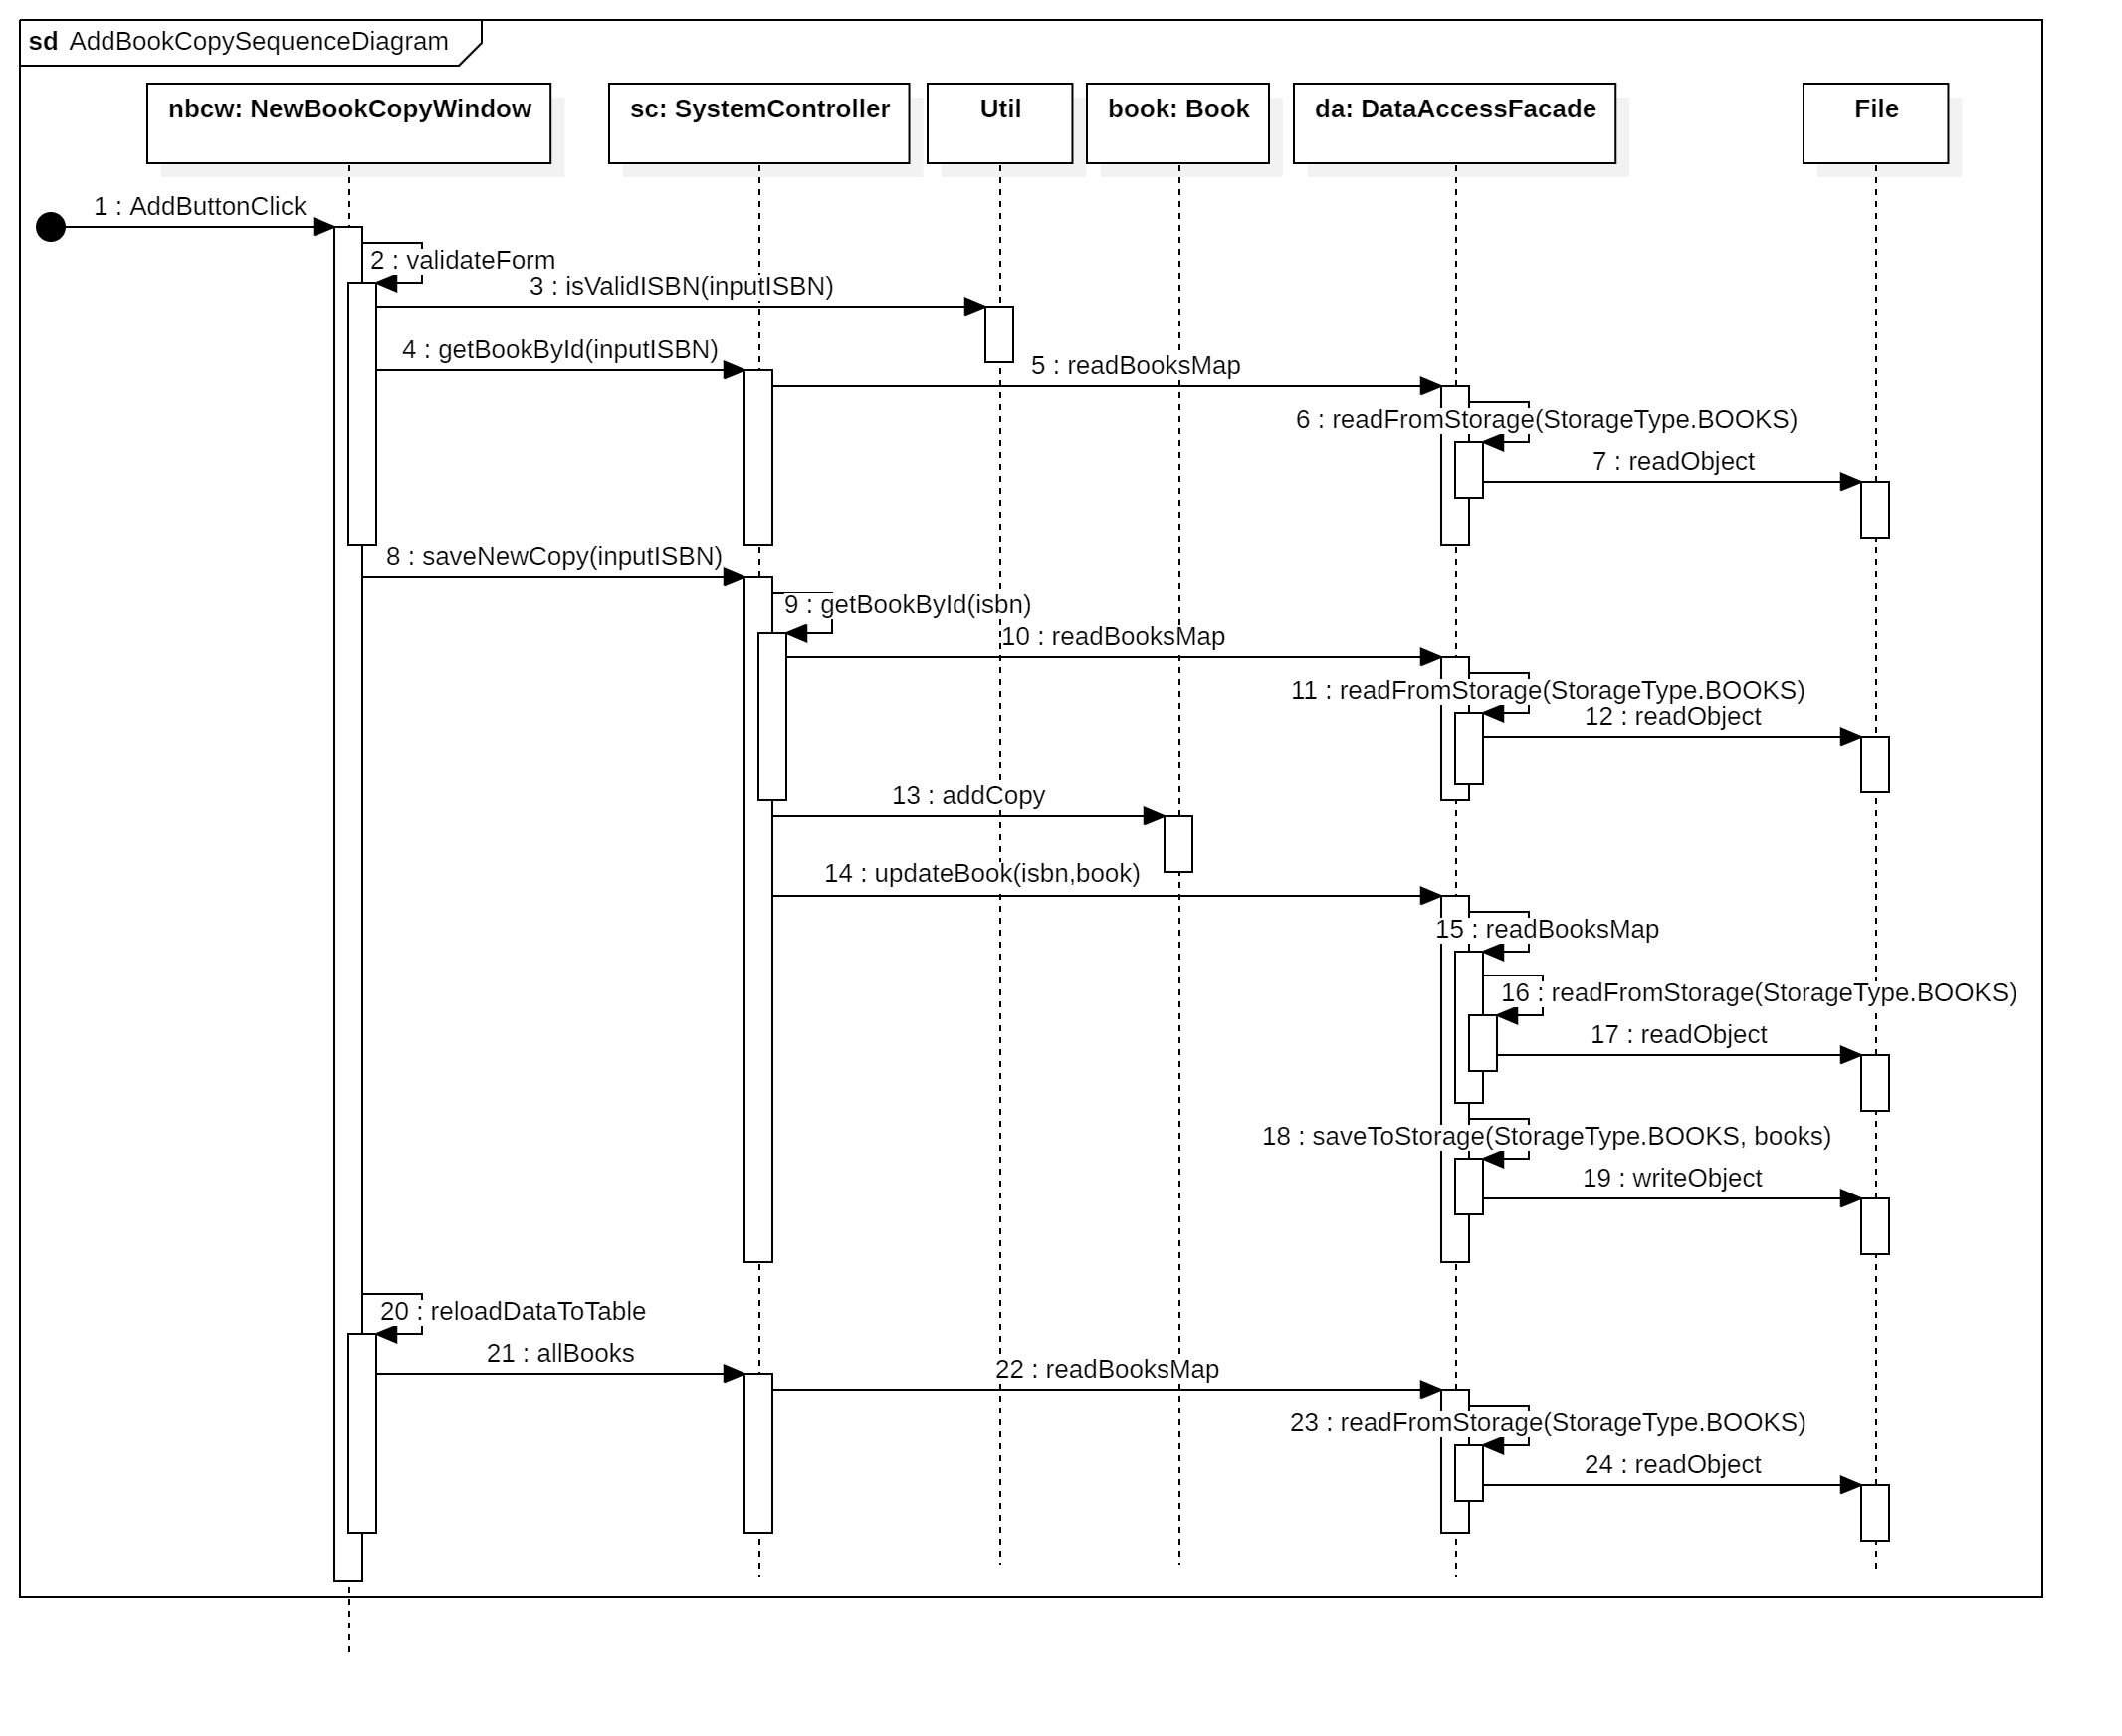 sd AddBookCopySequenceDiagram
nbcw: NewBookCopyWindow
sc: SystemController
Util
book: Book
da: DataAccessFacade
File
1 : AddButtonClick
2 : validateForm
3 : isValidISBN(inputISBN)
4 : getBookById(inputISBN)
5 : readBooksMap
6 : readFromStorage(StorageType.BOOKS)
7 : readObject
8 : saveNewCopy(inputISBN)
9 : getBookById(isbn)
10 : readBooksMap
11 : readFromStorage(StorageType.BOOKS)
12 : readObject
13 : addCopy
14 : updateBook(isbn,book)
15 : readBooksMap
16 : readFromStorage(StorageType.BOOKS)
17 : readObject
18 : saveToStorage(StorageType.BOOKS, books)
19 : writeObject
20 : reloadDataToTable
21 : allBooks
22 : readBooksMap
23 : readFromStorage(StorageType.BOOKS)
24 : readObject